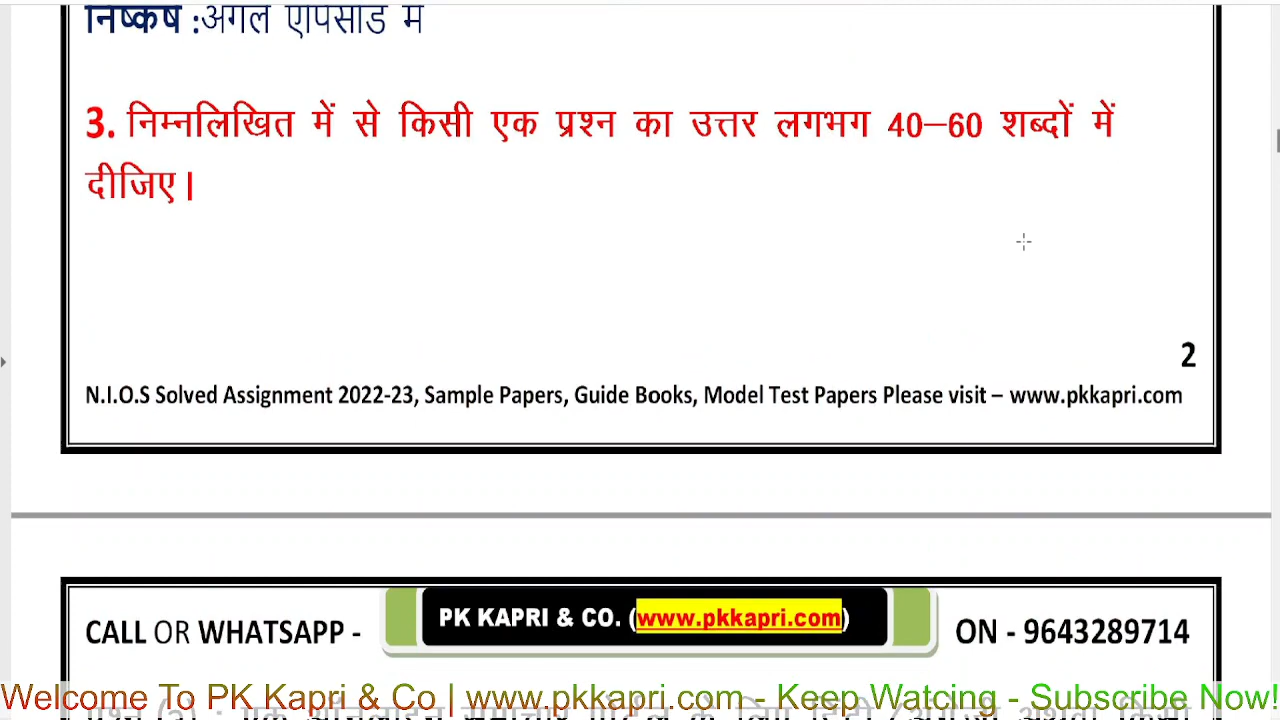 निष्कर्ष :अगले एपिसोड में
3. निम्नलिखित में से किसी एक प्रश्न का उत्तर लगभग 40–60 शब्दों में
दीजिए।
2
N.I.O.S Solved Assignment 2022-23, Sample Papers, Guide Books, Model Test Papers Please visit – www.pkkapri.com
CALL OR WHATSAPP - PK KAPRI & CO. (www.pkkapri.com) ON - 9643289714
Welcome To PK Kapri & Co | www.pkkapri.com - Keep Watcing - Subscribe Now!